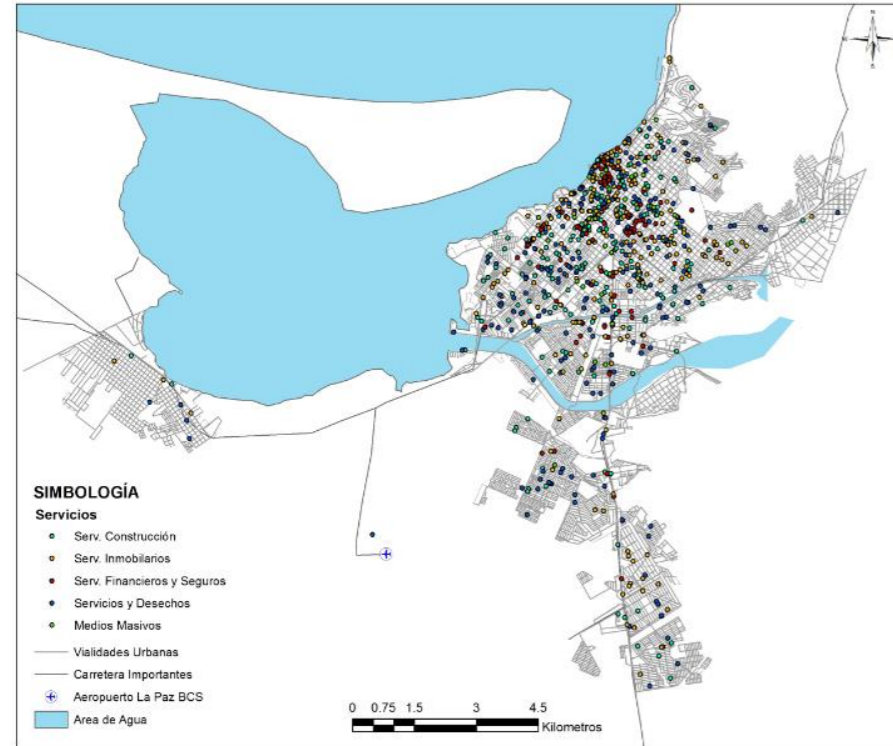 N
S
SIMBOLOGÍA
Servicios
Serv. Construcción
Serv. Inmobilarios
Serv. Financieros y Seguros
Servicios y Desechos
Medios Masivos
Vialidades Urbanas
Carretera Importantes
Aeropuerto La Paz BCS
Area de Agua
0 0.75 1.5 3 4.5
Kilometros